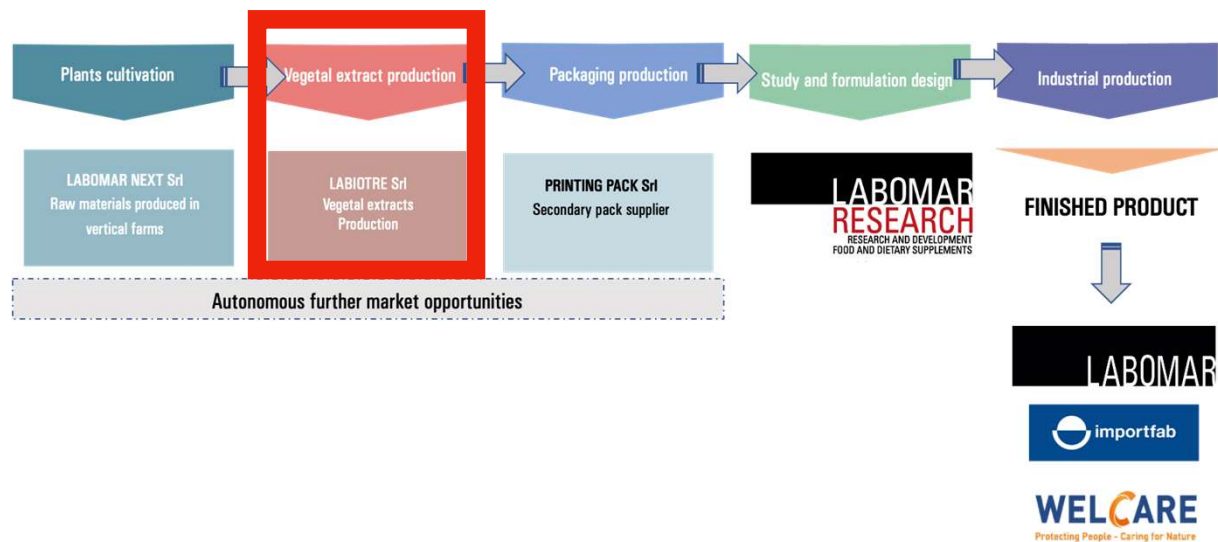 Plants cultivation
Vegetal extract production
Packaging production
Study and formulation design
Industrial production
LABOMAR NEXT Srl
Raw materials produced in
vertical farms
LABIOTRE Srl
Vegetal extracts
Production
PRINTING PACK Srl
Secondary pack supplier
LABOMAR
RESEARCH
RESEARCH AND DEVELOPMENT
FOOD AND DIETARY SUPPLEMENTS
FINISHED PRODUCT
Autonomous further market opportunities
LABOMAR
importfab
WELCARE
Protecting People - Caring for Nature